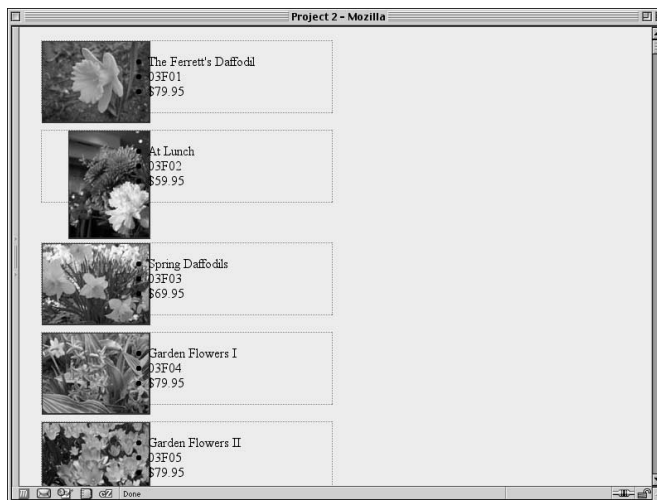 Project 2 – Mozilla
The Ferrett's Daffodil
03F01
$79.95
At Lunch
03F02
$59.95
Spring Daffodils
03F03
$69.95
Garden Flowers I
03F04
$79.95
Garden Flowers II
03F05
$79.95
Done